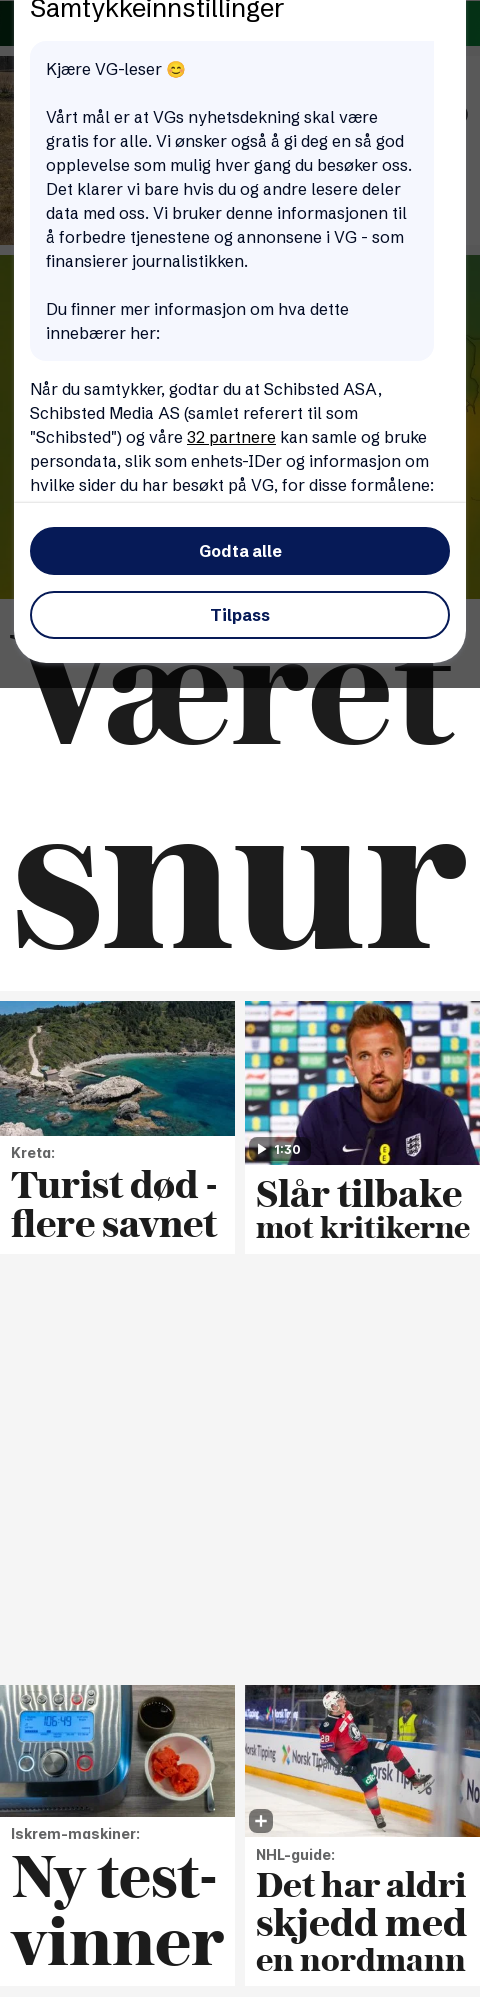 Samtykkeinnstillinger
Kjære VG-leser 😊
Vårt mål er at VGs nyhetsdekning skal være
gratis for alle. Vi ønsker også å gi deg en så god
opplevelse som mulig hver gang du besøker oss.
Det klarer vi bare hvis du og andre lesere deler
data med oss. Vi bruker denne informasjonen til
å forbedre tjenestene og annonsene i VG - som
finansierer journalistikken.
Du finner mer informasjon om hva dette
innebærer her:
Når du samtykker, godtar du at Schibsted ASA,
Schibsted Media AS (samlet referert til som
"Schibsted") og våre 32 partnere kan samle og bruke
persondata, slik som enhets-IDer og informasjon om
hvilke sider du har besøkt på VG, for disse formålene:
Godta alle
Tilpass
Været
snur
Kreta:
Turist død -
flere savnet
1:30
Slår tilbake
mot kritikerne
Iskrem-maskiner:
Ny test-
vinner
Norsk Tipping
NHL-guide:
Det har aldri
skjedd med
en nordmann